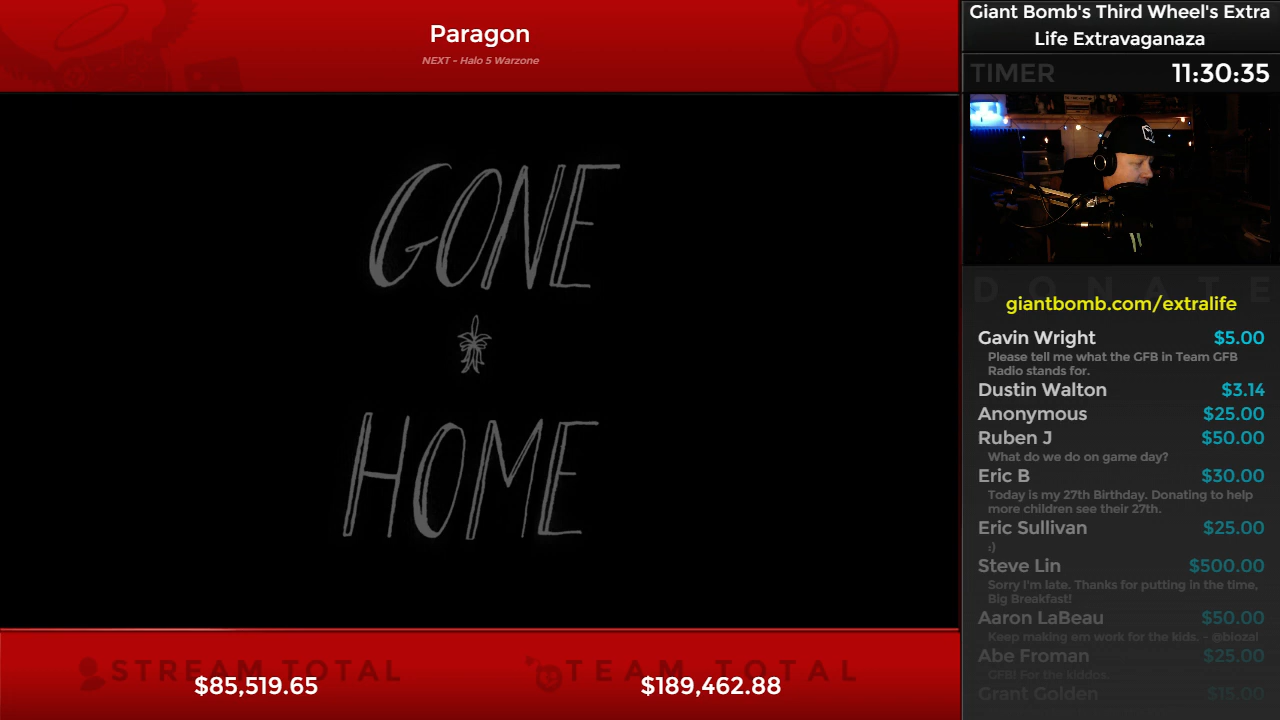 Paragon
NEXT - Halo 5 Warzone
GONE
HOME
STREAM TOTAL
$85,519.65
TEAM TOTAL
$189,462.88
Giant Bomb's Third Wheel's Extra
Life Extravaganaza
TIMER
11:30:35
DONATE
giantbomb.com/extralife
Gavin Wright $5.00
Please tell me what the GFB in Team GFB
Radio stands for.
Dustin Walton $3.14
Anonymous $25.00
Ruben J $50.00
What do we do on game day?
Eric B $30.00
Today is my 27th Birthday. Donating to help
more children see their 27th.
Eric Sullivan $25.00
:)
Steve Lin $500.00
Sorry I'm late. Thanks for putting in the time,
Big Breakfast!
Aaron LaBeau $50.00
Keep making em work for the kids. - @blozal
Abe Froman $25.00
GFB! For the kiddos.
Grant Golden $15.00